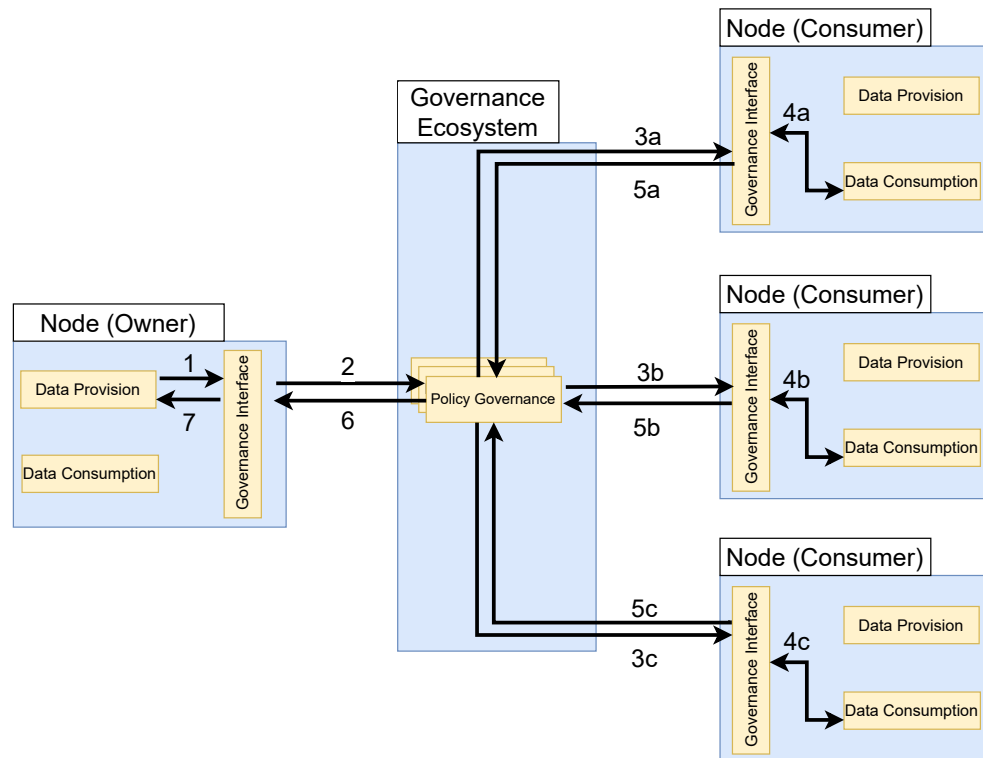 Node (Consumer)
Governance Interface
Data Provision
4a
Data Consumption
Governance
Ecosystem
3a
5a
Node (Owner)
1
Data Provision
7
Data Consumption
Governance Interface
2
6
Policy Governance
3b
5b
Node (Consumer)
Governance Interface
Data Provision
4b
Data Consumption
5c
3c
Node (Consumer)
Governance Interface
Data Provision
4c
Data Consumption